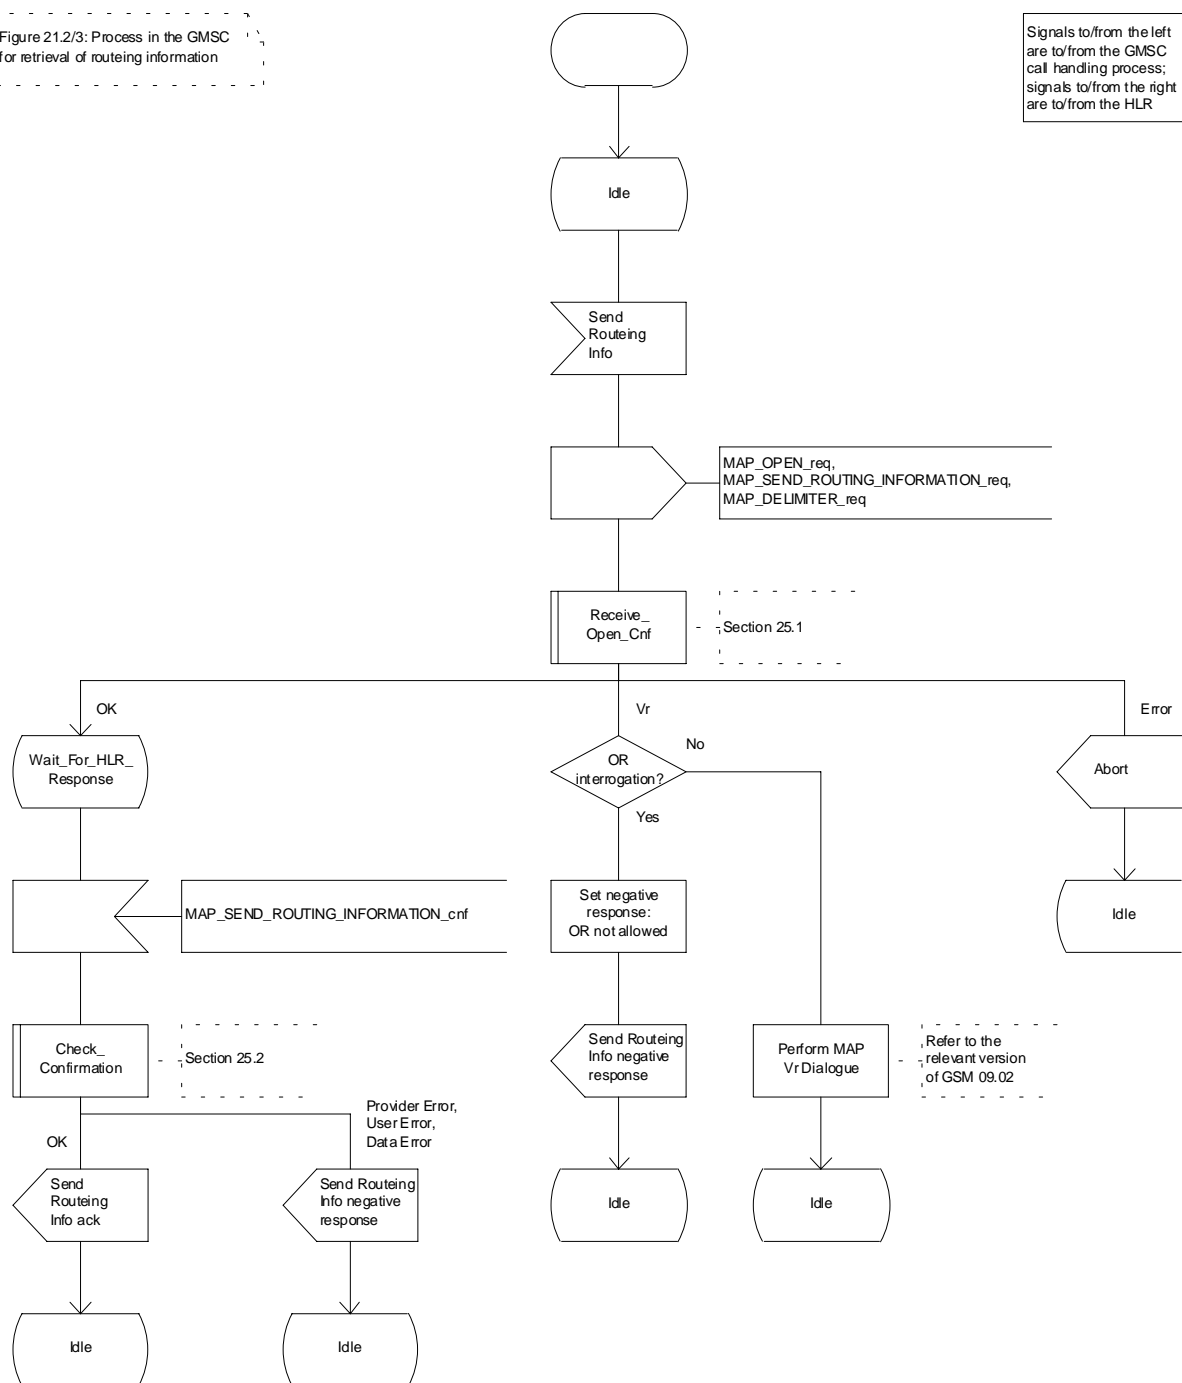 Figure 21.2/3: Process in the GMSC
for retrieval of routeing information
Signals to/from the left
are to/from the GMSC
call handling process;
signals to/from the right
are to/from the HLR
Idle
Send
Routeing
Info
MAP_OPEN_req,
MAP_SEND_ROUTING_INFORMATION_req,
MAP_DELIMITER_req
Receive_
Open_Cnf
Section 25.1
OK
Vr
Error
Wait_For_HLR_
Response
OR
interrogation?
No
Yes
Abort
MAP_SEND_ROUTING_INFORMATION_cnf
Set negative
response:
OR not allowed
Idle
Check_
Confirmation
Section 25.2
Send Routeing
Info negative
response
Perform MAP
Vr Dialogue
Refer to the
relevant version
of GSM 09.02
OK
Provider Error,
User Error,
Data Error
Send
Routeing
Info ack
Send Routeing
Info negative
response
Idle
Idle
Idle
Idle